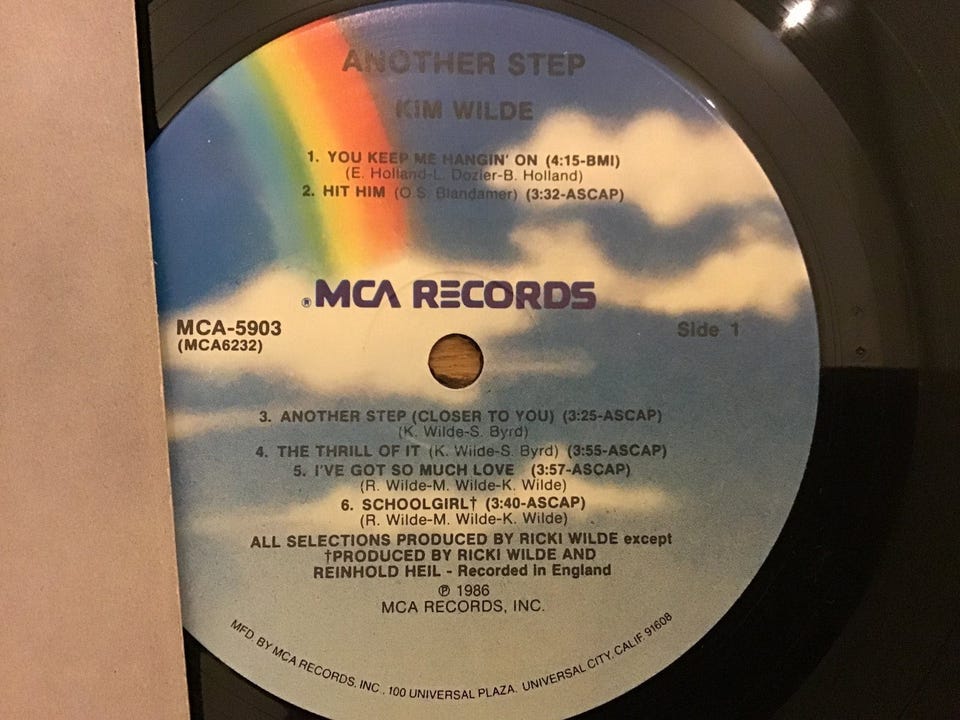 ANOTHER STEP
KIM WILDE
1. YOU KEEP ME HANGIN' ON (4:15-BMI)
(E. Holland-L. Dozier-B. Holland)
2. HIT HIM (O.S. Blandamer) (3:32-ASCAP)
® MCA RECORDS
MCA-5903
(MCA6232)
Side 1
3. ANOTHER STEP (CLOSER TO YOU) (3:25-ASCAP)
(K. Wilde-S. Byrd)
4. THE THRILL OF IT (K. Wilde-S. Byrd) (3:55-ASCAP)
5. I'VE GOT SO MUCH LOVE (3:57-ASCAP)
(R. Wilde-M. Wilde-K. Wilde)
6. SCHOOLGIRL† (3:40-ASCAP)
(R. Wilde-M. Wilde-K. Wilde)
ALL SELECTIONS PRODUCED BY RICKI WILDE except
†PRODUCED BY RICKI WILDE AND
REINHOLD HEIL - Recorded in England
℗ 1986
MCA RECORDS, INC.
MFD. BY MCA RECORDS, INC., 100 UNIVERSAL PLAZA, UNIVERSAL CITY, CALIF. 91608